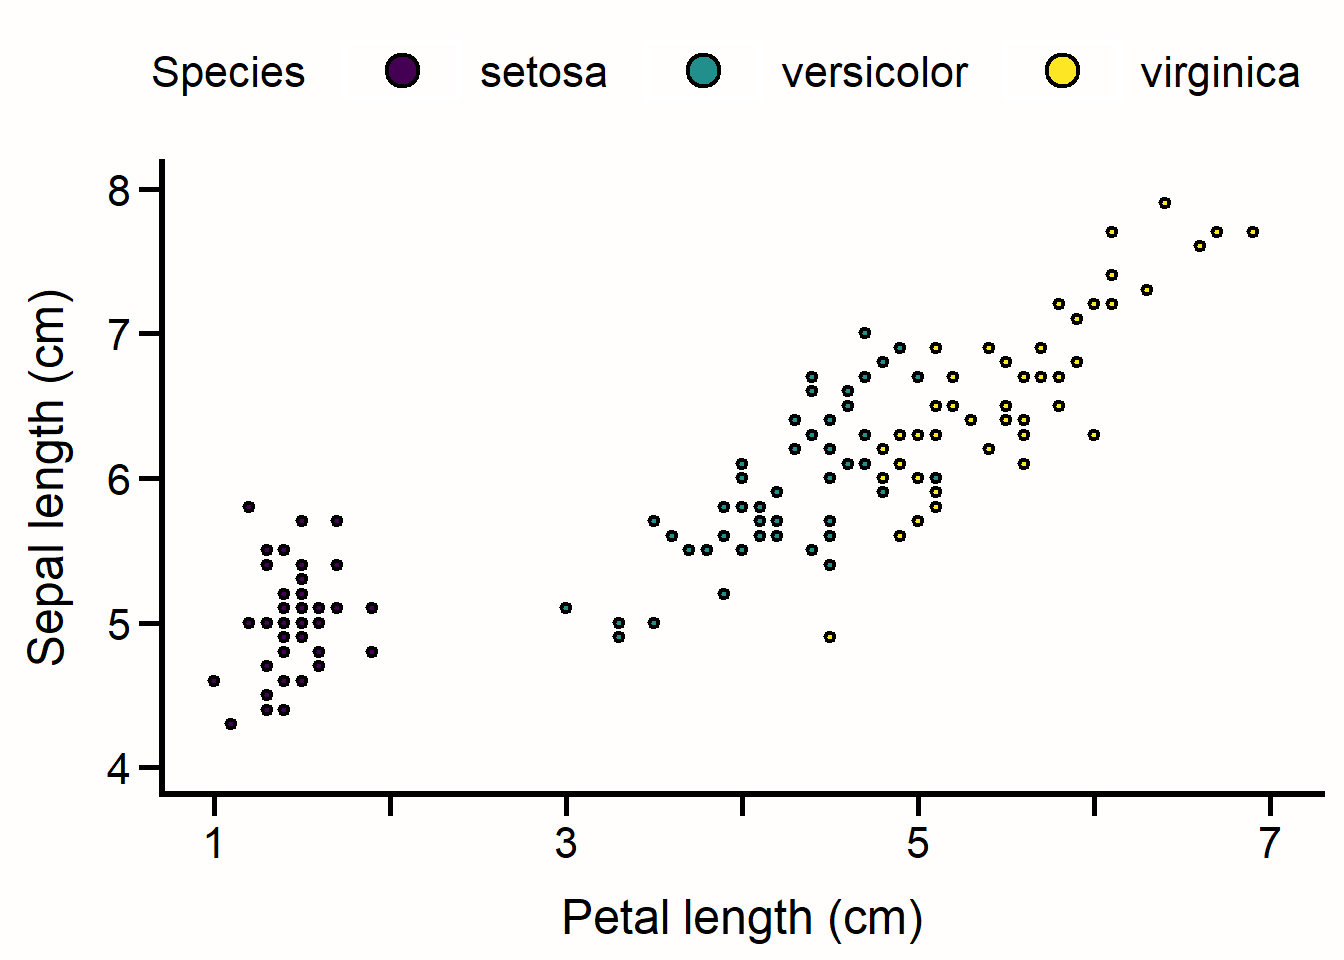 Species setosa versicolor virginica
8
7
6
5
4
Sepal length (cm)
1 3 5 7
Petal length (cm)